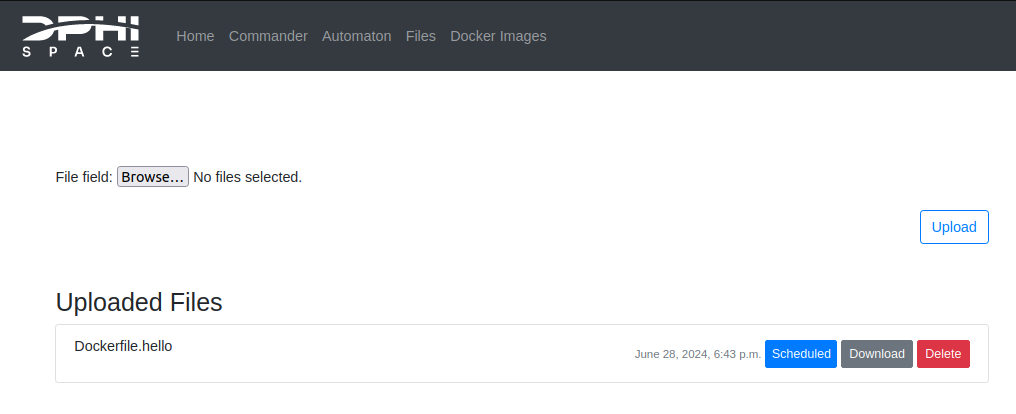 DPHI
SPACE
Home Commander Automaton Files Docker Images
File field: Browse... No files selected.
Upload
Uploaded Files
Dockerfile.hello June 28, 2024, 6:43 p.m. Scheduled Download Delete